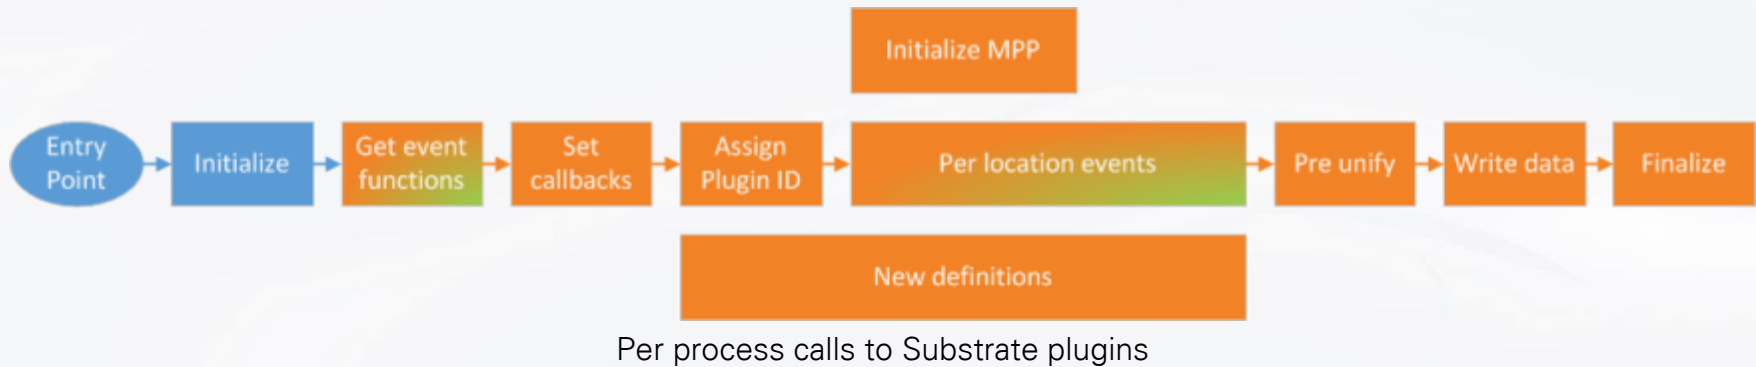 Initialize MPP
Entry
Point
Initialize
Get event
functions
Set
callbacks
Assign
Plugin ID
Per location events
Pre unify
Write data
Finalize
New definitions
Per process calls to Substrate plugins